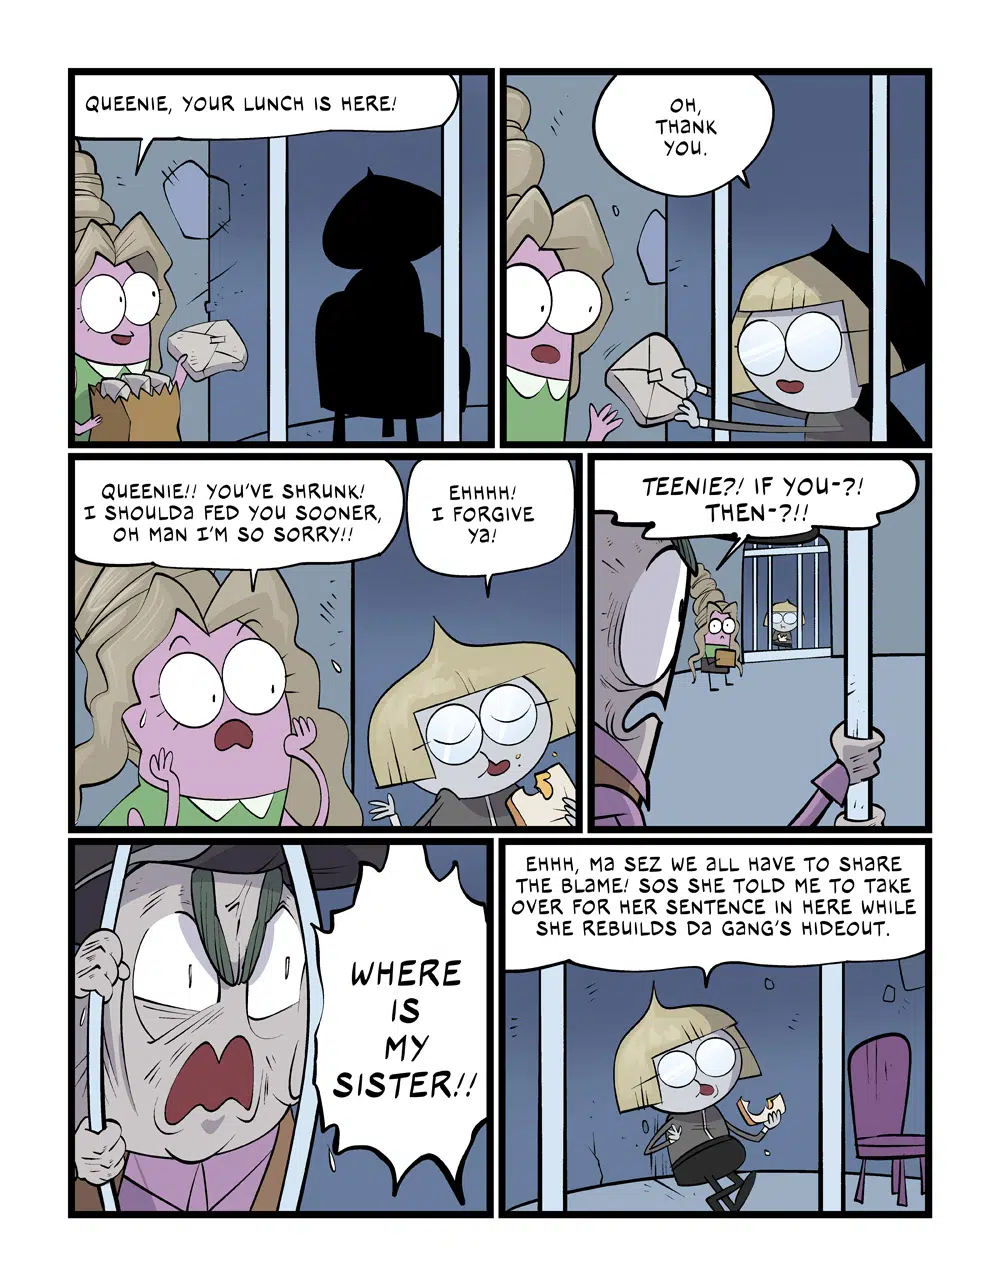 QUEENIE, YOUR LUNCH IS HERE!
OH,
THANK
YOU.
QUEENIE!! YOU'VE SHRUNK!
I SHOULDA FED YOU SOONER,
OH MAN I'M SO SORRY!!
EHHHH!
I FORGIVE
YA!
TEENIE?! IF YOU-?!
THEN-?!!
WHERE
IS
MY
SISTER!!
EHHH, MA SEZ WE ALL HAVE TO SHARE
THE BLAME! SOS SHE TOLD ME TO TAKE
OVER FOR HER SENTENCE IN HERE WHILE
SHE REBUILDS DA GANG'S HIDEOUT.